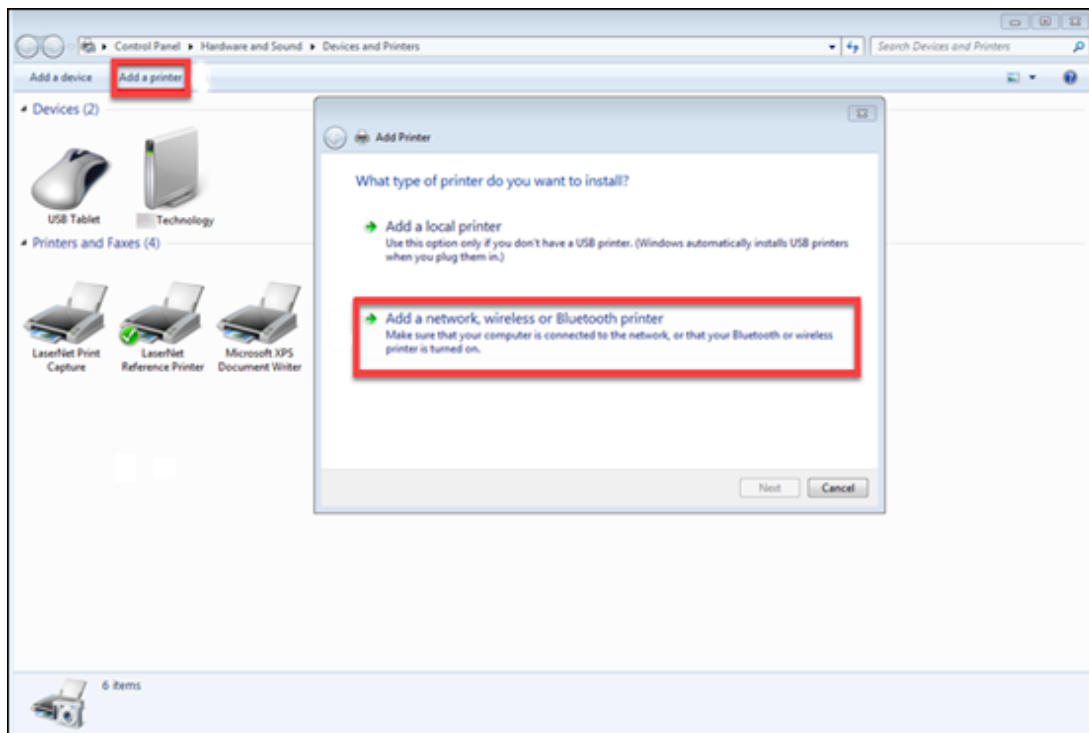 Control Panel ▸ Hardware and Sound ▸ Devices and Printers
Search Devices and Printers
Add a device
Add a printer
Devices (2)
USB Tablet
Technology
Printers and Faxes (4)
LaserNet Print
Capture
LaserNet
Reference Printer
Microsoft XPS
Document Writer
Add Printer
What type of printer do you want to install?
Add a local printer
Use this option only if you don't have a USB printer. (Windows automatically installs USB printers
when you plug them in.)
Add a network, wireless or Bluetooth printer
Make sure that your computer is connected to the network, or that your Bluetooth or wireless
printer is turned on.
Next
Cancel
6 items